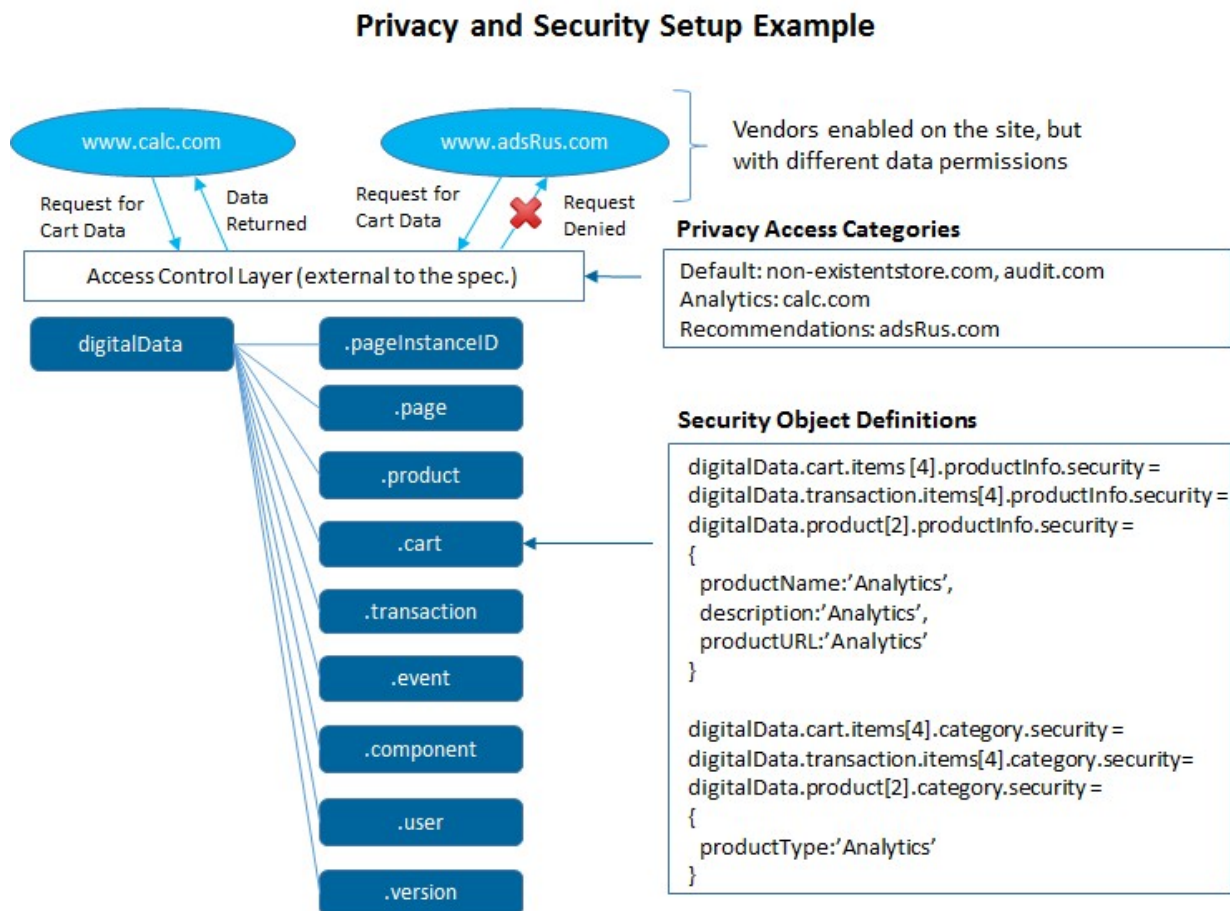 Privacy and Security Setup Example
www.calc.com
www.adsRus.com
Vendors enabled on the site, but
with different data permissions
Request for
Cart Data
Data
Returned
Request for
Cart Data
Request
Denied
Access Control Layer (external to the spec.)
Privacy Access Categories
Default: non-existentstore.com, audit.com
Analytics: calc.com
Recommendations: adsRus.com
digitalData
.pageInstanceID
.page
.product
.cart
.transaction
.event
.component
.user
.version
Security Object Definitions
digitalData.cart.items [4].productInfo.security =
digitalData.transaction.items[4].productInfo.security =
digitalData.product[2].productInfo.security =
{
productName:’Analytics’,
description:’Analytics’,
productURL:’Analytics’
}
digitalData.cart.items[4].category.security =
digitalData.transaction.items[4].category.security=
digitalData.product[2].category.security =
{
productType:’Analytics’
}